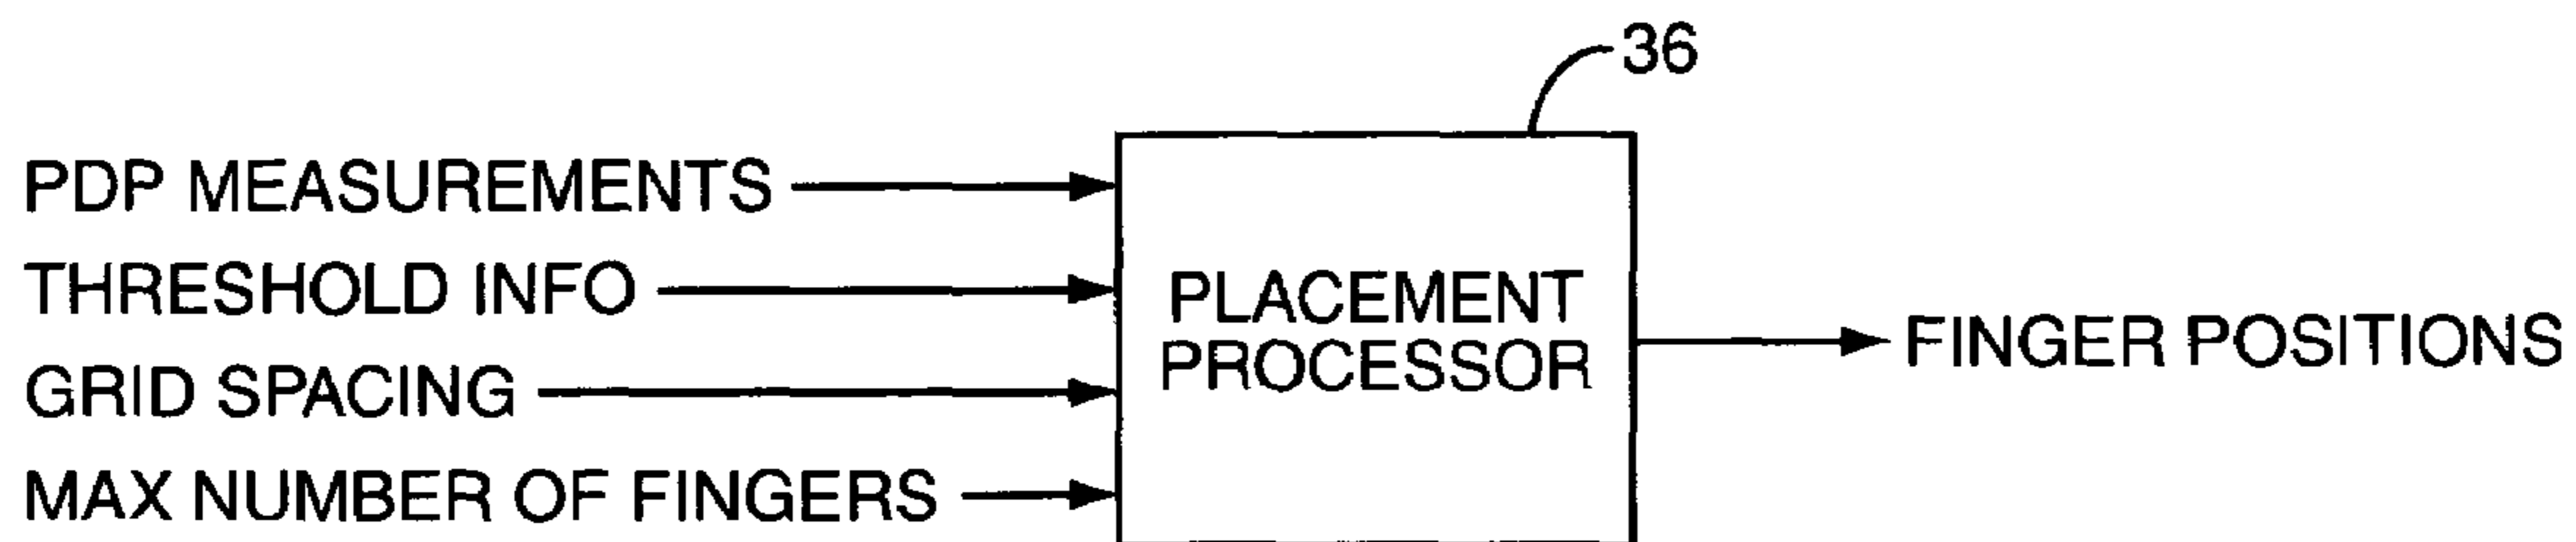 36
PDP MEASUREMENTS
THRESHOLD INFO
GRID SPACING
MAX NUMBER OF FINGERS
PLACEMENT
PROCESSOR
FINGER POSITIONS